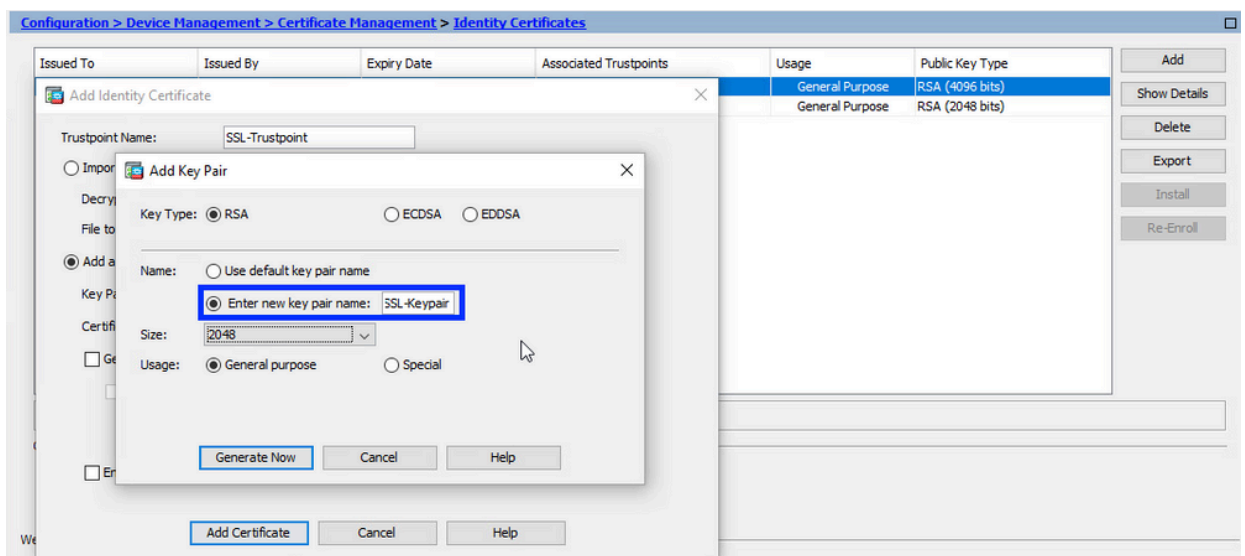 Configuration > Device Management > Certificate Management > Identity Certificates
Issued To Issued By Expiry Date Associated Trustpoints Usage Public Key Type
General Purpose RSA (4096 bits)
General Purpose RSA (2048 bits)
Add
Show Details
Delete
Export
Install
Re-Enroll
Add Identity Certificate
Trustpoint Name: SSL-Trustpoint
Add Key Pair
Key Type: RSA ECDSA EDDSA
File to
Add a
Name: Use default key pair name
Enter new key pair name: SSL-Keypair
Size: 2048
Usage: General purpose Special
Generate Now Cancel Help
Add Certificate Cancel Help